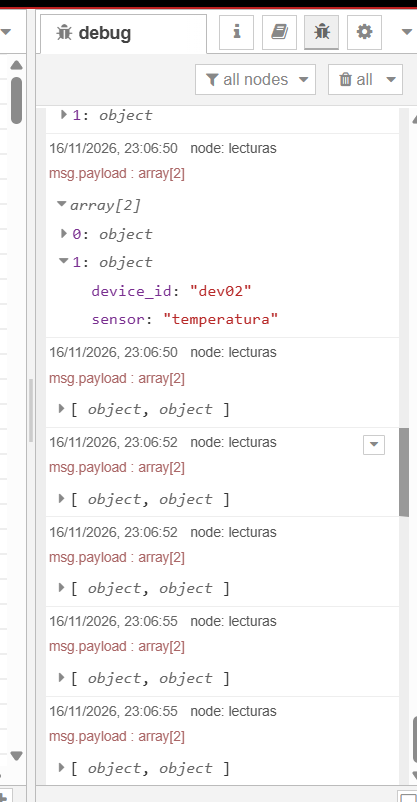 debug
all nodes
all
1: object
16/11/2026, 23:06:50 node: lecturas
msg.payload : array[2]
array[2]
0: object
1: object
device_id: "dev02"
sensor: "temperatura"
16/11/2026, 23:06:50 node: lecturas
msg.payload : array[2]
[ object, object ]
16/11/2026, 23:06:52 node: lecturas
msg.payload : array[2]
[ object, object ]
16/11/2026, 23:06:52 node: lecturas
msg.payload : array[2]
[ object, object ]
16/11/2026, 23:06:55 node: lecturas
msg.payload : array[2]
[ object, object ]
16/11/2026, 23:06:55 node: lecturas
msg.payload : array[2]
[ object, object ]